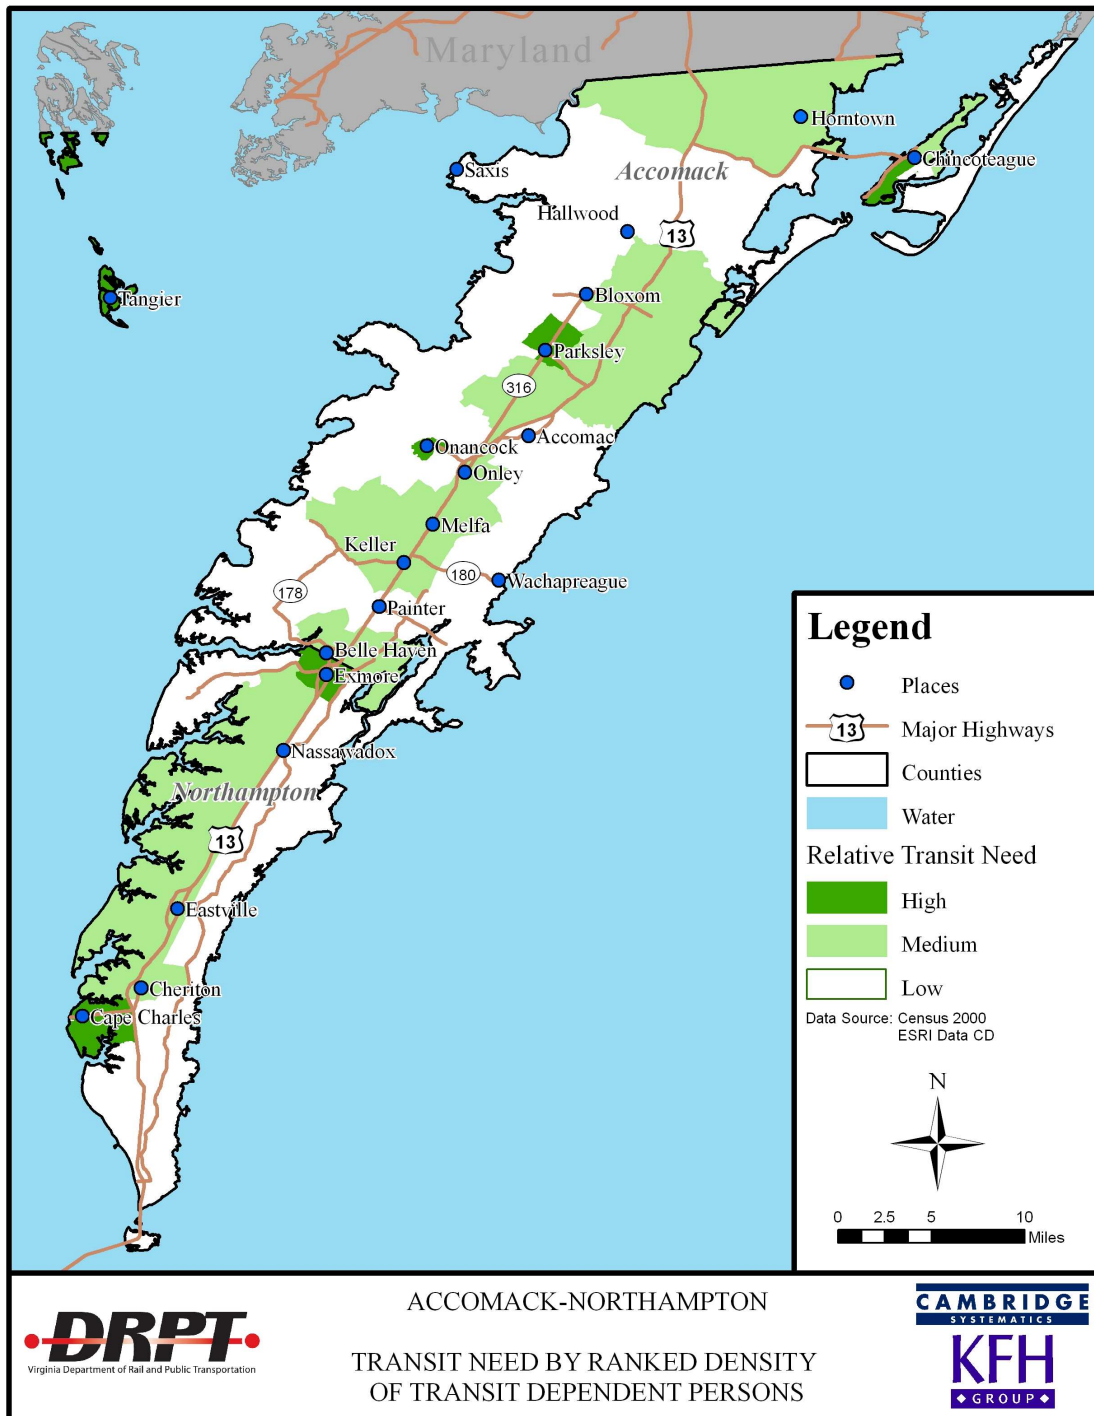 Maryland
Horntown
Chincoteague
Saxis
Accomack
Hallwood
13
Tangier
Bloxom
Parksley
316
Accomac
Onancock
Onley
Melfa
Keller
180
Wachapreague
178
Painter
Belle Haven
Exmore
Nassawadox
Northampton
13
Eastville
Cheriton
Cape Charles
Legend
Places
13
Major Highways
Counties
Water
Relative Transit Need
High
Medium
Low
Data Source: Census 2000
ESRI Data CD
N
0 2.5 5 10
Miles
DRPT
Virginia Department of Rail and Public Transportation
ACCOMACK-NORTHAMPTON
TRANSIT NEED BY RANKED DENSITY
OF TRANSIT DEPENDENT PERSONS
CAMBRIDGE
SYSTEMATICS
KFH
GROUP